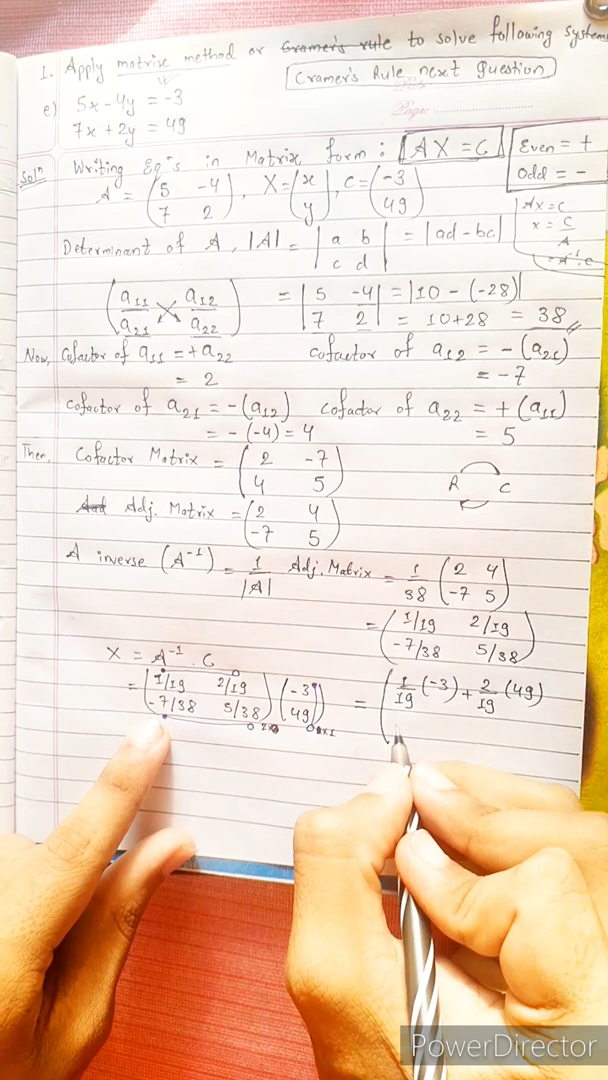 1. Apply matrix method or Cramer's rule to solve following system
Cramer's Rule next Question
e) 5x - 4y = -3
7x + 2y = 49
Page:
Solⁿ Writing Eqⁿs in Matrix form : AX = C
Even = +
Odd = -
A = (5 -4
7 2), X = (x
y), C = (-3
49)
AX = C
x = C
A
= A⁻¹.C
Determinant of A, |A| = |a b
c d| = |ad - bc|
(a₁₁ a₁₂
a₂₁ a₂₂)
= |5 -4
7 2| = |10 - (-28)|
= 10 + 28 = 38
Now, Cofactor of a₁₁ = +a₂₂ cofactor of a₁₂ = -(a₂₁)
= 2 = -7
cofactor of a₂₁ = -(a₁₂) cofactor of a₂₂ = +(a₁₁)
= -(-4) = 4 = 5
Then, Cofactor Matrix = (2 -7
4 5)
R C
Adj. Matrix = (2 4
-7 5)
A inverse (A⁻¹) = 1/|A| Adj. Matrix = 1/38 (2 4
-7 5)
= (1/19 2/19
-7/38 5/38)
X = A⁻¹ . C
= (1/19 2/19
-7/38 5/38) (-3
49) = (1/19 (-3) + 2/19 (49)
PowerDirector